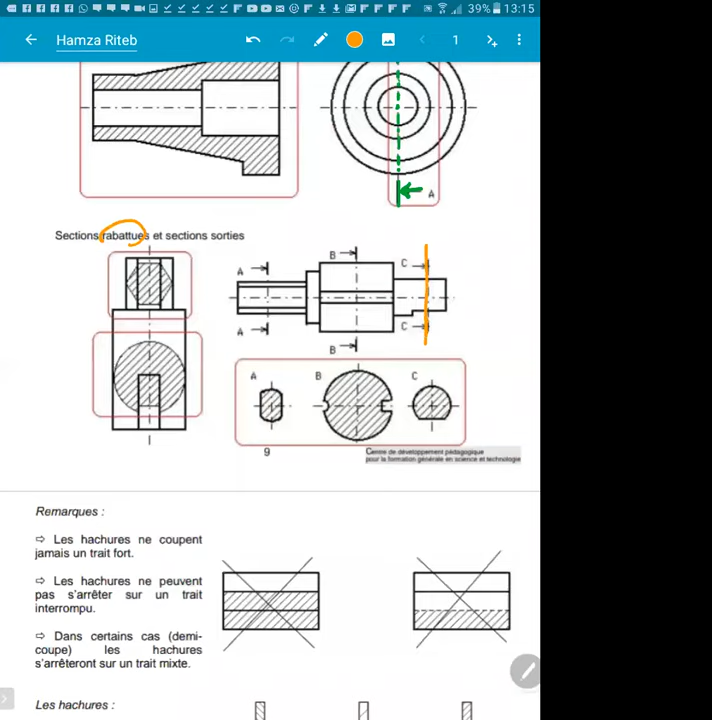 39% 13:15
Hamza Riteb
1
A
Sections rabattues et sections sorties
B
A
C
A
C
B
A
B
C
9
Centre de développement pédagogique
pour la formation générale en science et technologie
Remarques :
⇨ Les hachures ne coupent
jamais un trait fort.
⇨ Les hachures ne peuvent
pas s'arrêter sur un trait
interrompu.
⇨ Dans certains cas (demi-
coupe) les hachures
s'arrêteront sur un trait mixte.
Les hachures :